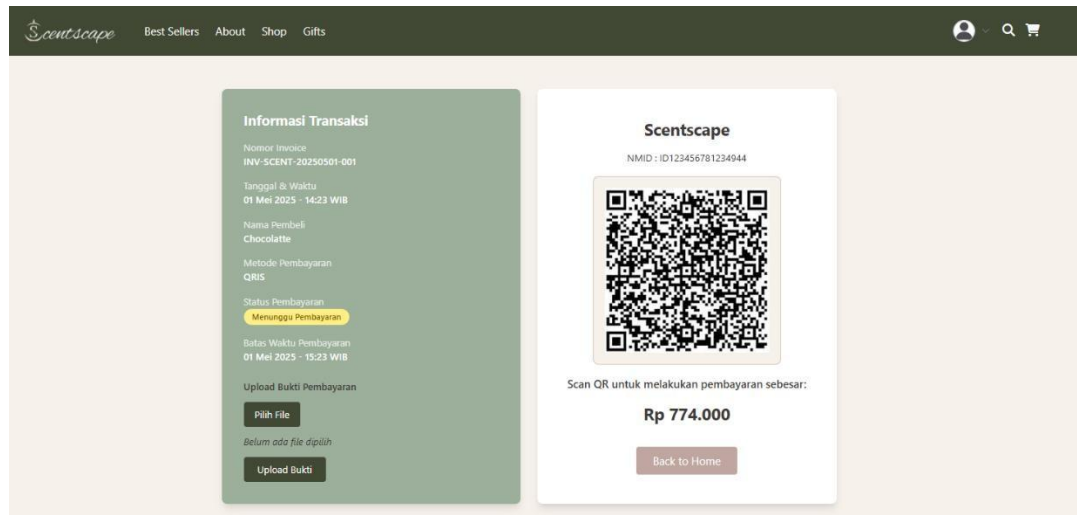 Scentscape
Best Sellers About Shop Gifts
Informasi Transaksi
Nomor Invoice
INV-SCENT-20250501-001
Tanggal & Waktu
01 Mei 2025 - 14:23 WIB
Nama Pembeli
Chocolatte
Metode Pembayaran
QRIS
Status Pembayaran
Menunggu Pembayaran
Batas Waktu Pembayaran
01 Mei 2025 - 15:23 WIB
Upload Bukti Pembayaran
Pilih File
Belum ada file dipilih
Upload Bukti
Scentscape
NMID : ID123456781234944
Scan QR untuk melakukan pembayaran sebesar:
Rp 774.000
Back to Home